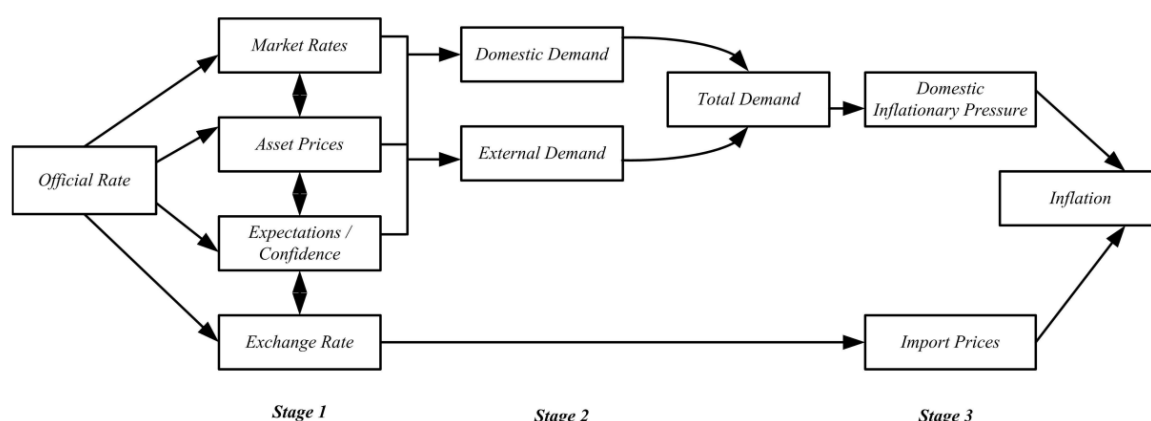 Official Rate
Market Rates
Asset Prices
Expectations /
Confidence
Exchange Rate
Domestic Demand
External Demand
Total Demand
Domestic
Inflationary Pressure
Import Prices
Inflation
Stage 1
Stage 2
Stage 3